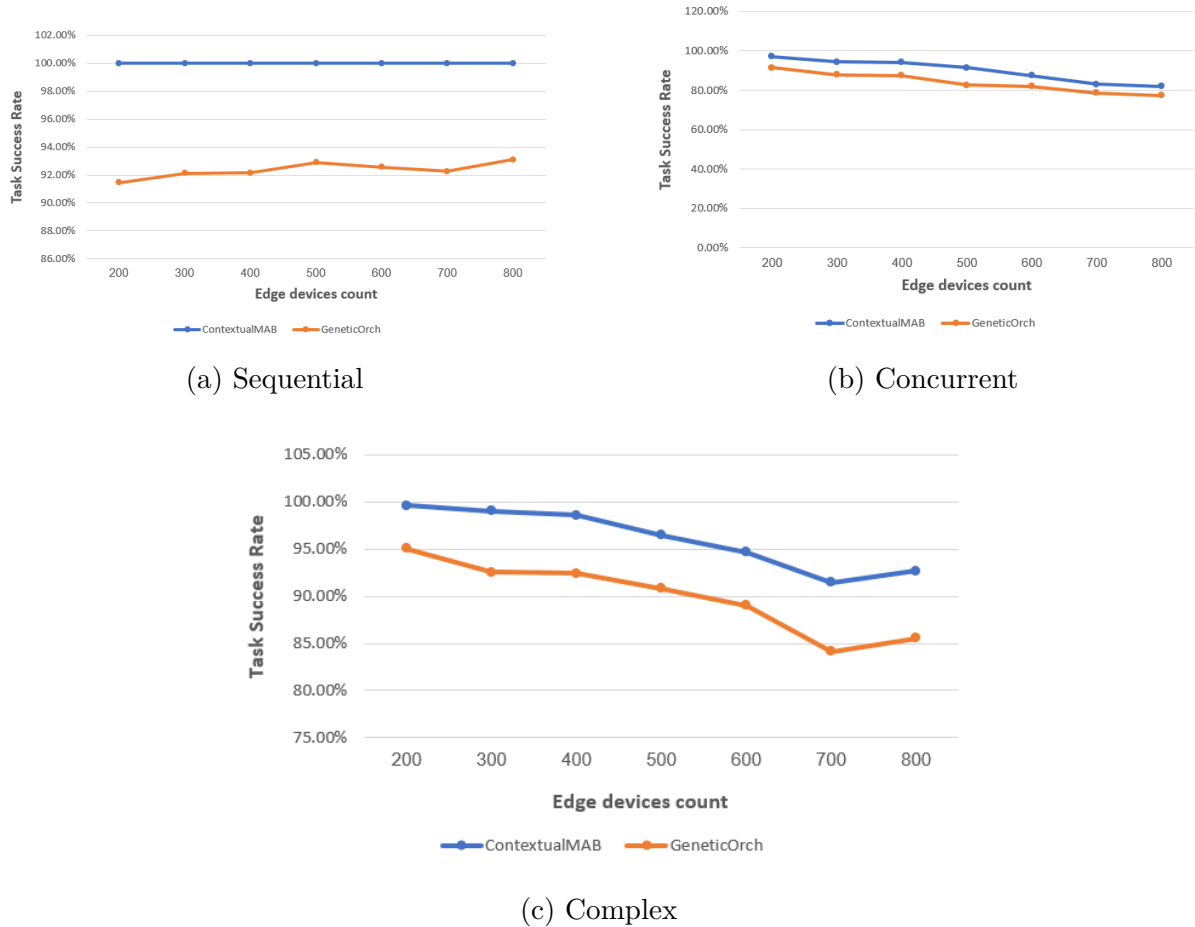 102.00%
100.00%
98.00%
96.00%
94.00%
92.00%
90.00%
88.00%
86.00%
Task Success Rate
200 300 400 500 600 700 800
Edge devices count
ContextualMAB GeneticOrch
(a) Sequential
120.00%
100.00%
80.00%
60.00%
40.00%
20.00%
0.00%
Task Success Rate
200 300 400 500 600 700 800
Edge devices count
ContextualMAB GeneticOrch
(b) Concurrent
105.00%
100.00%
95.00%
90.00%
85.00%
80.00%
75.00%
Task Success Rate
200 300 400 500 600 700 800
Edge devices count
ContextualMAB GeneticOrch
(c) Complex